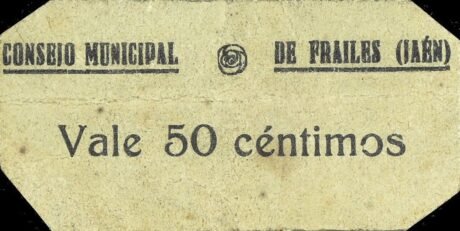 CONSEJO MUNICIPAL DE FRAILES (JAÉN)
Vale 50 céntimos